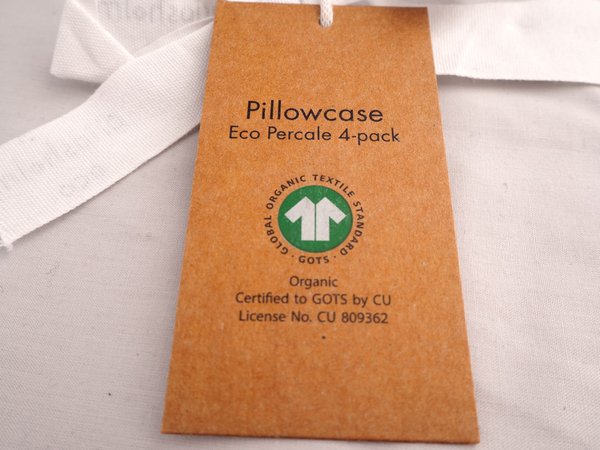 Pillowcase
Eco Percale 4-pack
GLOBAL ORGANIC TEXTILE STANDARD
· GOTS ·
Organic
Certified to GOTS by CU
License No. CU 809362